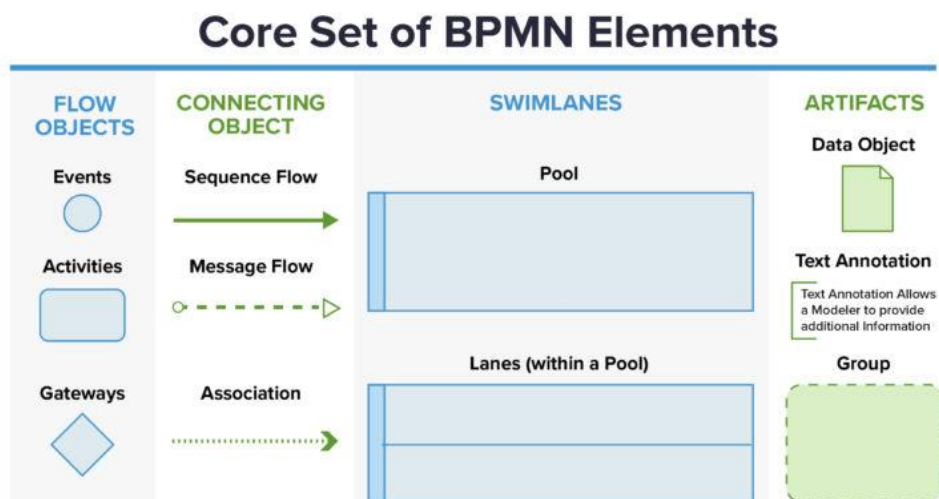 Core Set of BPMN Elements
FLOW
OBJECTS
Events
Activities
Gateways
CONNECTING
OBJECT
Sequence Flow
Message Flow
Association
SWIMLANES
Pool
Lanes (within a Pool)
ARTIFACTS
Data Object
Text Annotation
Text Annotation Allows
a Modeler to provide
additional Information
Group